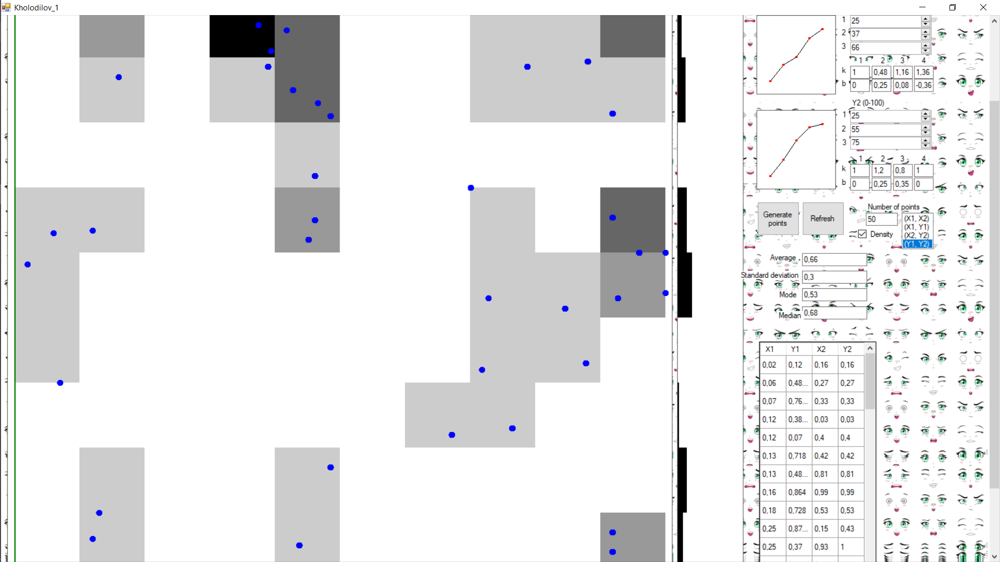 Kholodilov_1
1 25
2 37
3 66
1 2 3 4
k 1 0,48 1,16 1,36
b 0 0,25 0,08 -0,36
Y2 (0-100)
1 25
2 55
3 75
1 2 3 4
k 1 1,2 0,8 1
b 0 0,25 0,35 0
Generate points
Refresh
Number of points
50
Density
(X1, X2)
(X1, Y1)
(X2, Y2)
(Y1, Y2)
Average 0,66
Standard deviation 0,3
Mode 0,53
Median 0,68
X1 Y1 X2 Y2
0,02 0,12 0,16 0,16
0,06 0,48... 0,27 0,27
0,07 0,76... 0,33 0,33
0,12 0,38... 0,03 0,03
0,12 0,07 0,4 0,4
0,13 0,718 0,42 0,42
0,13 0,48... 0,81 0,81
0,16 0,864 0,99 0,99
0,18 0,728 0,53 0,53
0,25 0,87... 0,15 0,43
0,25 0,37 0,93 1